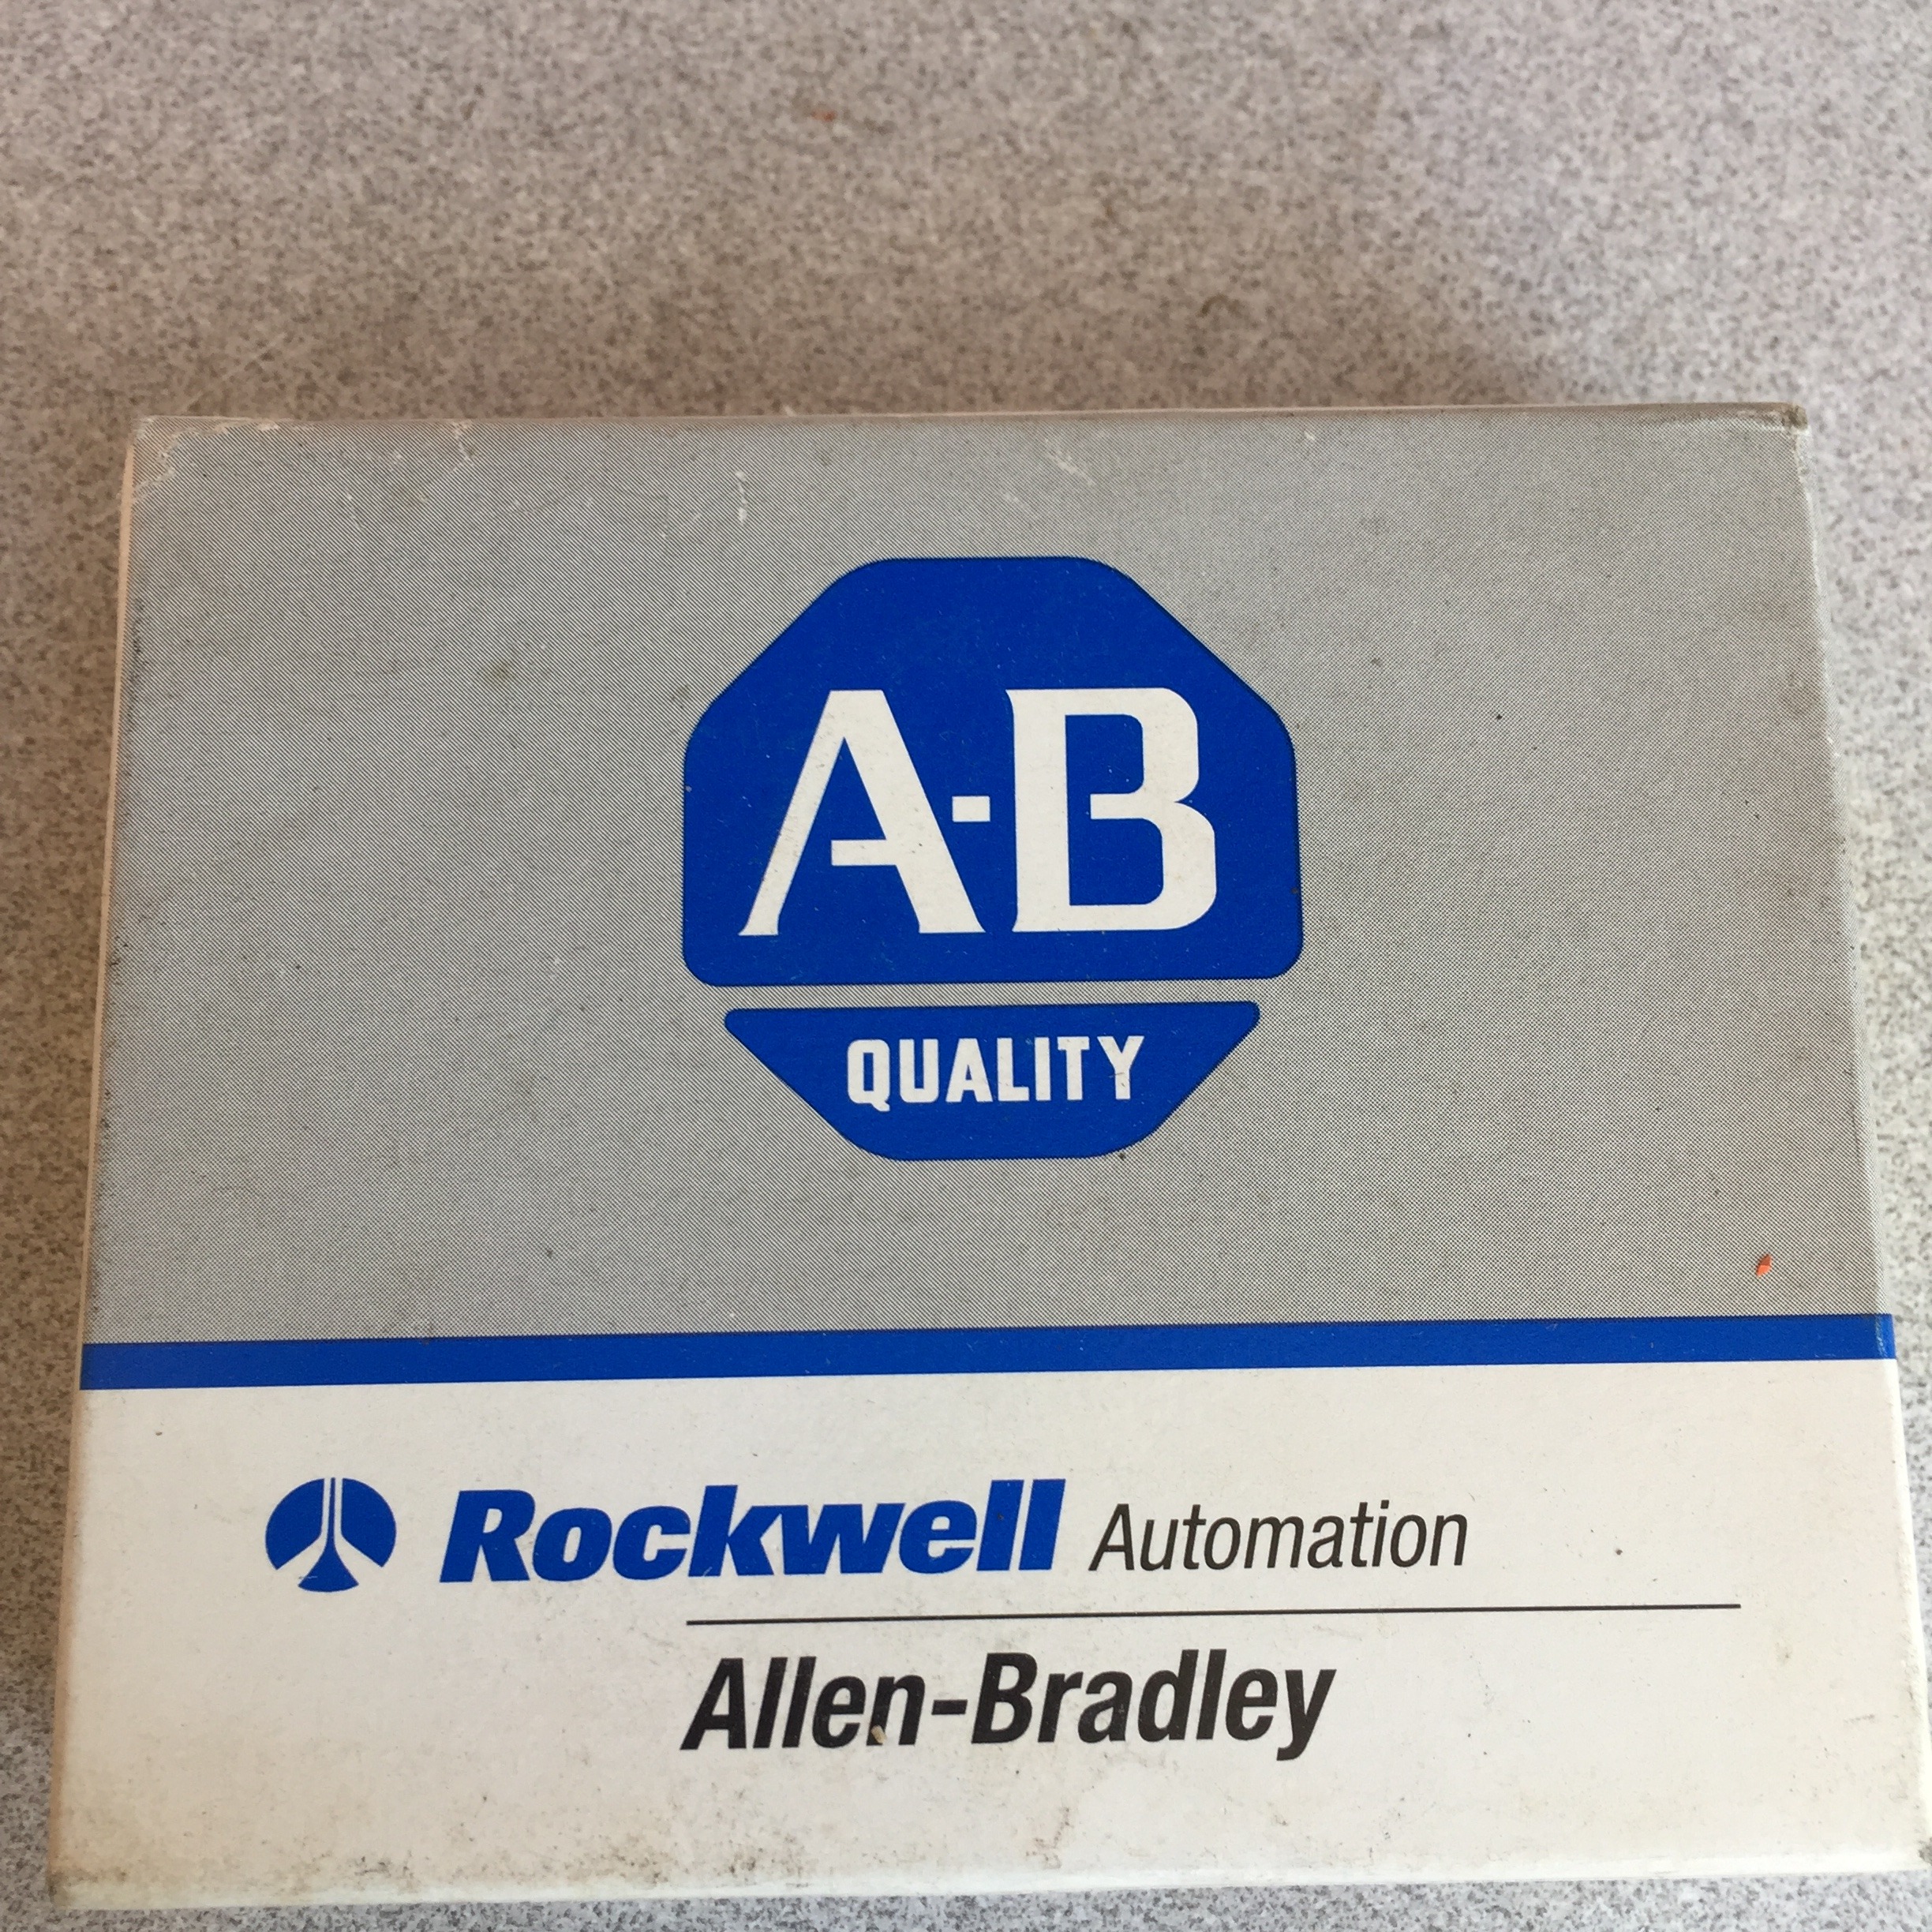 A-B
QUALITY
Rockwell Automation
Allen-Bradley